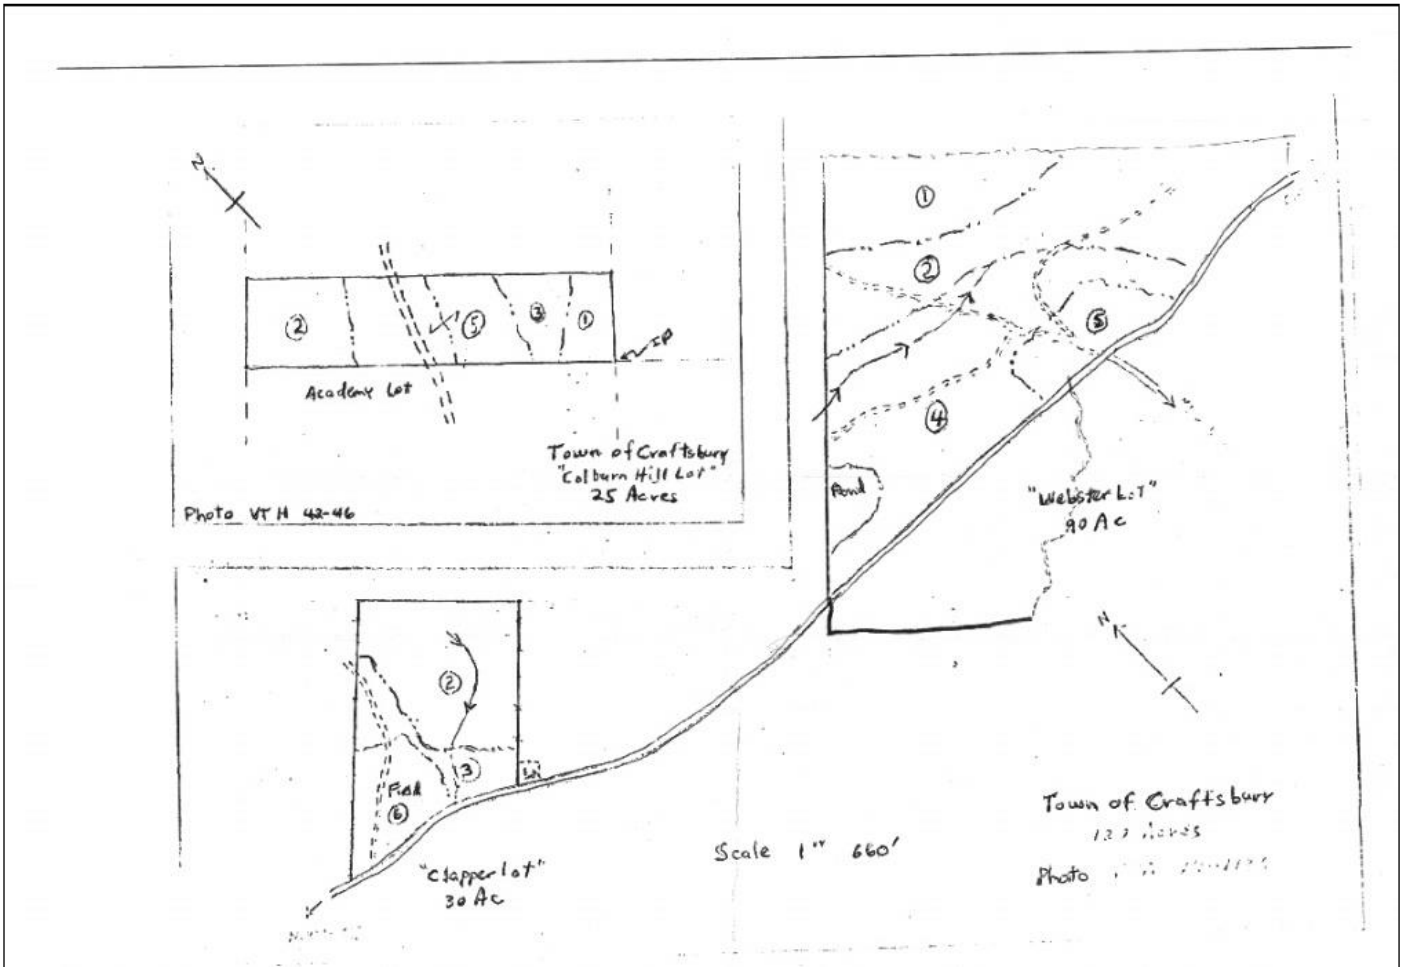 N
②
⑤
③
①
IP
Academy Lot
Town of Craftsbury
"Colburn Hill Lot"
25 Acres
Photo VT H 42-46
①
②
⑤
④
Pond
"Webster Lot"
90 Ac
N
②
③
Field
⑥
"Clapper lot"
30 Ac
Scale 1" 660'
Town of Craftsbury
Acres
Photo